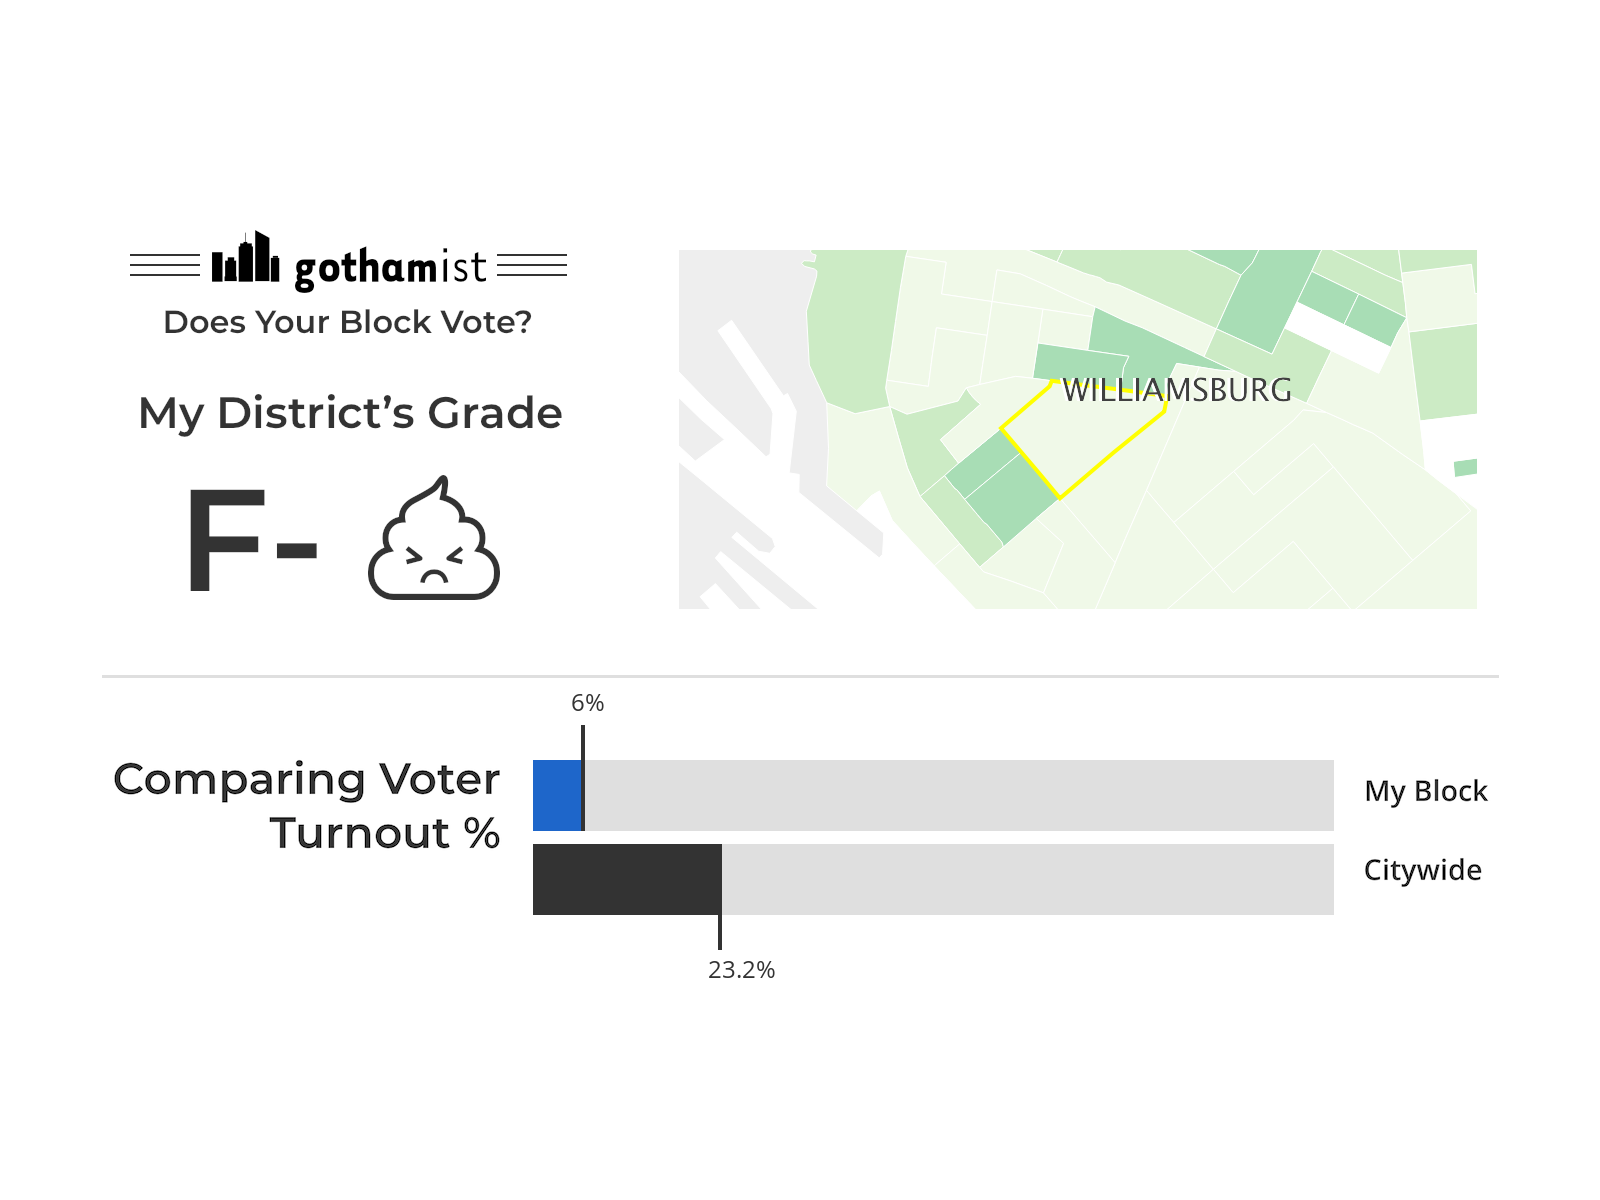 gothamist
Does Your Block Vote?
My District’s Grade
F-
WILLIAMSBURG
6%
Comparing Voter
Turnout %
My Block
Citywide
23.2%